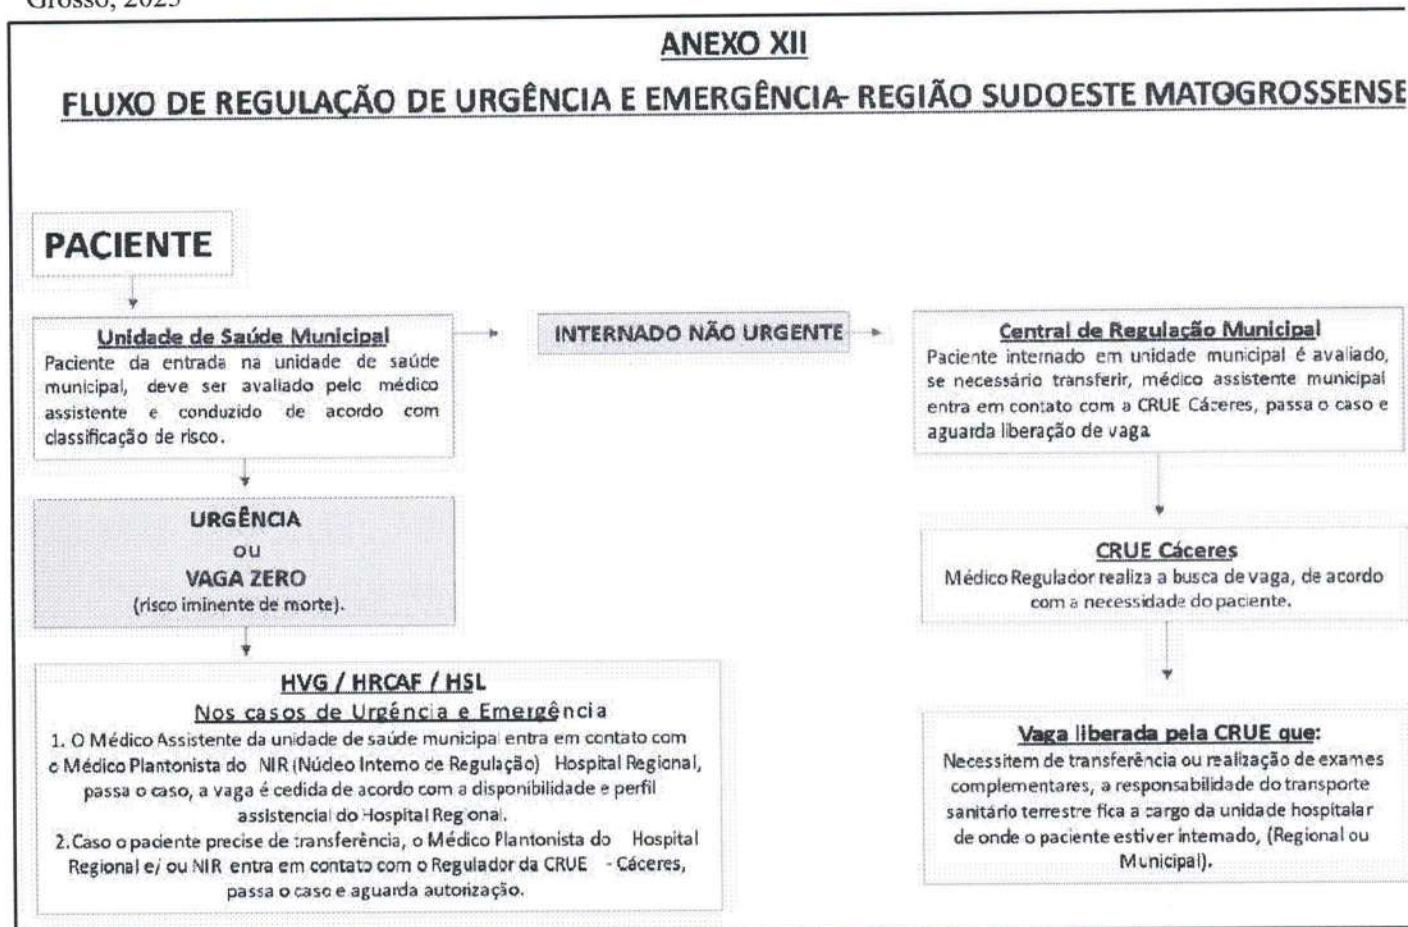 Grosso, 2023
ANEXO XII
FLUXO DE REGULAÇÃO DE URGÊNCIA E EMERGÊNCIA- REGIÃO SUDOESTE MATOGROSSENSE
PACIENTE
Unidade de Saúde Municipal
Paciente da entrada na unidade de saúde
municipal, deve ser avaliado pelo médico
assistente e conduzido de acordo com
classificação de risco.
INTERNADO NÃO URGENTE
Central de Regulação Municipal
Paciente internado em unidade municipal é avaliado,
se necessário transferir, médico assistente municipal
entra em contato com a CRUE Cáceres, passa o caso e
aguarda liberação de vaga
URGÊNCIA
OU
VAGA ZERO
(risco iminente de morte).
CRUE Cáceres
Médico Regulador realiza a busca de vaga, de acordo
com a necessidade do paciente.
HVG / HRCAF / HSL
Nos casos de Urgência e Emergência
1. O Médico Assistente da unidade de saúde municipal entra em contato com
o Médico Plantonista do NIR (Núcleo Interno de Regulação) Hospital Regional,
passa o caso, a vaga é cedida de acordo com a disponibilidade e perfil
assistencial do Hospital Regional.
2. Caso o paciente precise de transferência, o Médico Plantonista do Hospital
Regional e/ ou NIR entra em contato com o Regulador da CRUE - Cáceres,
passa o caso e aguarda autorização.
Vaga liberada pela CRUE que:
Necessitem de transferência ou realização de exames
complementares, a responsabilidade do transporte
sanitário terrestre fica a cargo da unidade hospitalar
de onde o paciente estiver internado, (Regional ou
Municipal).